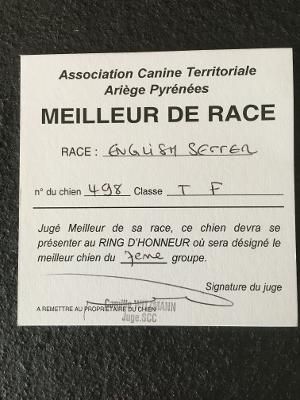 Association Canine Territoriale
Ariège Pyrénées
MEILLEUR DE RACE
RACE : ENGLISH SETTER
n° du chien 498 Classe T F
Jugé Meilleur de sa race, ce chien devra se
présenter au RING D'HONNEUR où sera désigné le
meilleur chien du 7eme groupe.
Signature du juge
A REMETTRE AU PROPRIETAIRE DU CHIEN
Juge.SCC